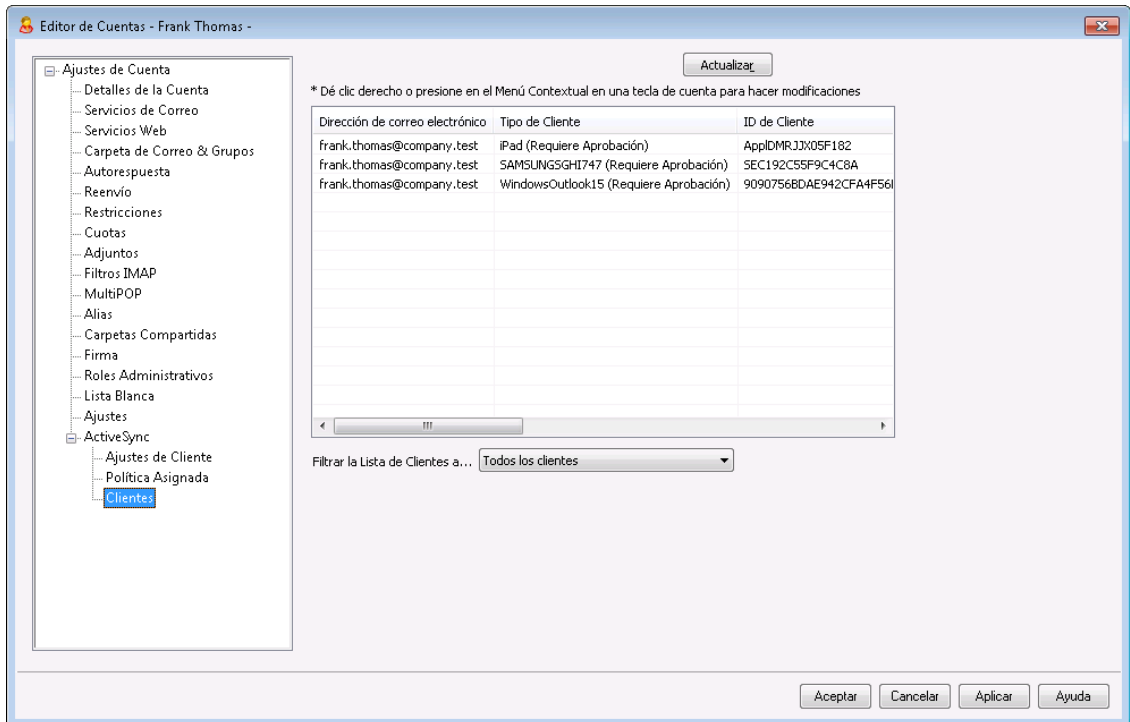 Editor de Cuentas - Frank Thomas -
Ajustes de Cuenta
Detalles de la Cuenta
Servicios de Correo
Servicios Web
Carpeta de Correo & Grupos
Autorespuesta
Reenvío
Restricciones
Cuotas
Adjuntos
Filtros IMAP
MultiPOP
Alias
Carpetas Compartidas
Firma
Roles Administrativos
Lista Blanca
Ajustes
ActiveSync
Ajustes de Cliente
Política Asignada
Clientes
Actualizar
* Dé clic derecho o presione en el Menú Contextual en una tecla de cuenta para hacer modificaciones
Dirección de correo electrónico Tipo de Cliente ID de Cliente
frank.thomas@company.test iPad (Requiere Aprobación) ApplDMRJJX05F182
frank.thomas@company.test SAMSUNGSGHI747 (Requiere Aprobación) SEC192C55F9C4C8A
frank.thomas@company.test WindowsOutlook15 (Requiere Aprobación)
Filtrar la Lista de Clientes a... Todos los clientes
Aceptar Cancelar Aplicar Ayuda